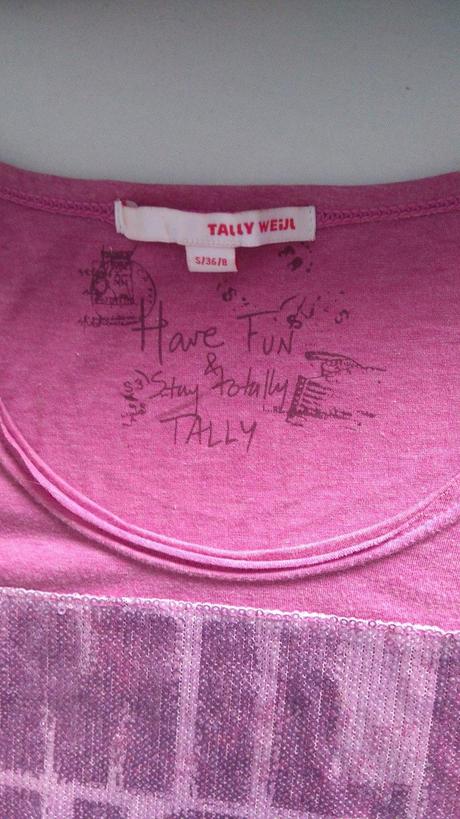 TALLY WEiJL
S/36/8
Have FUN
&
Stay totally
TALLY